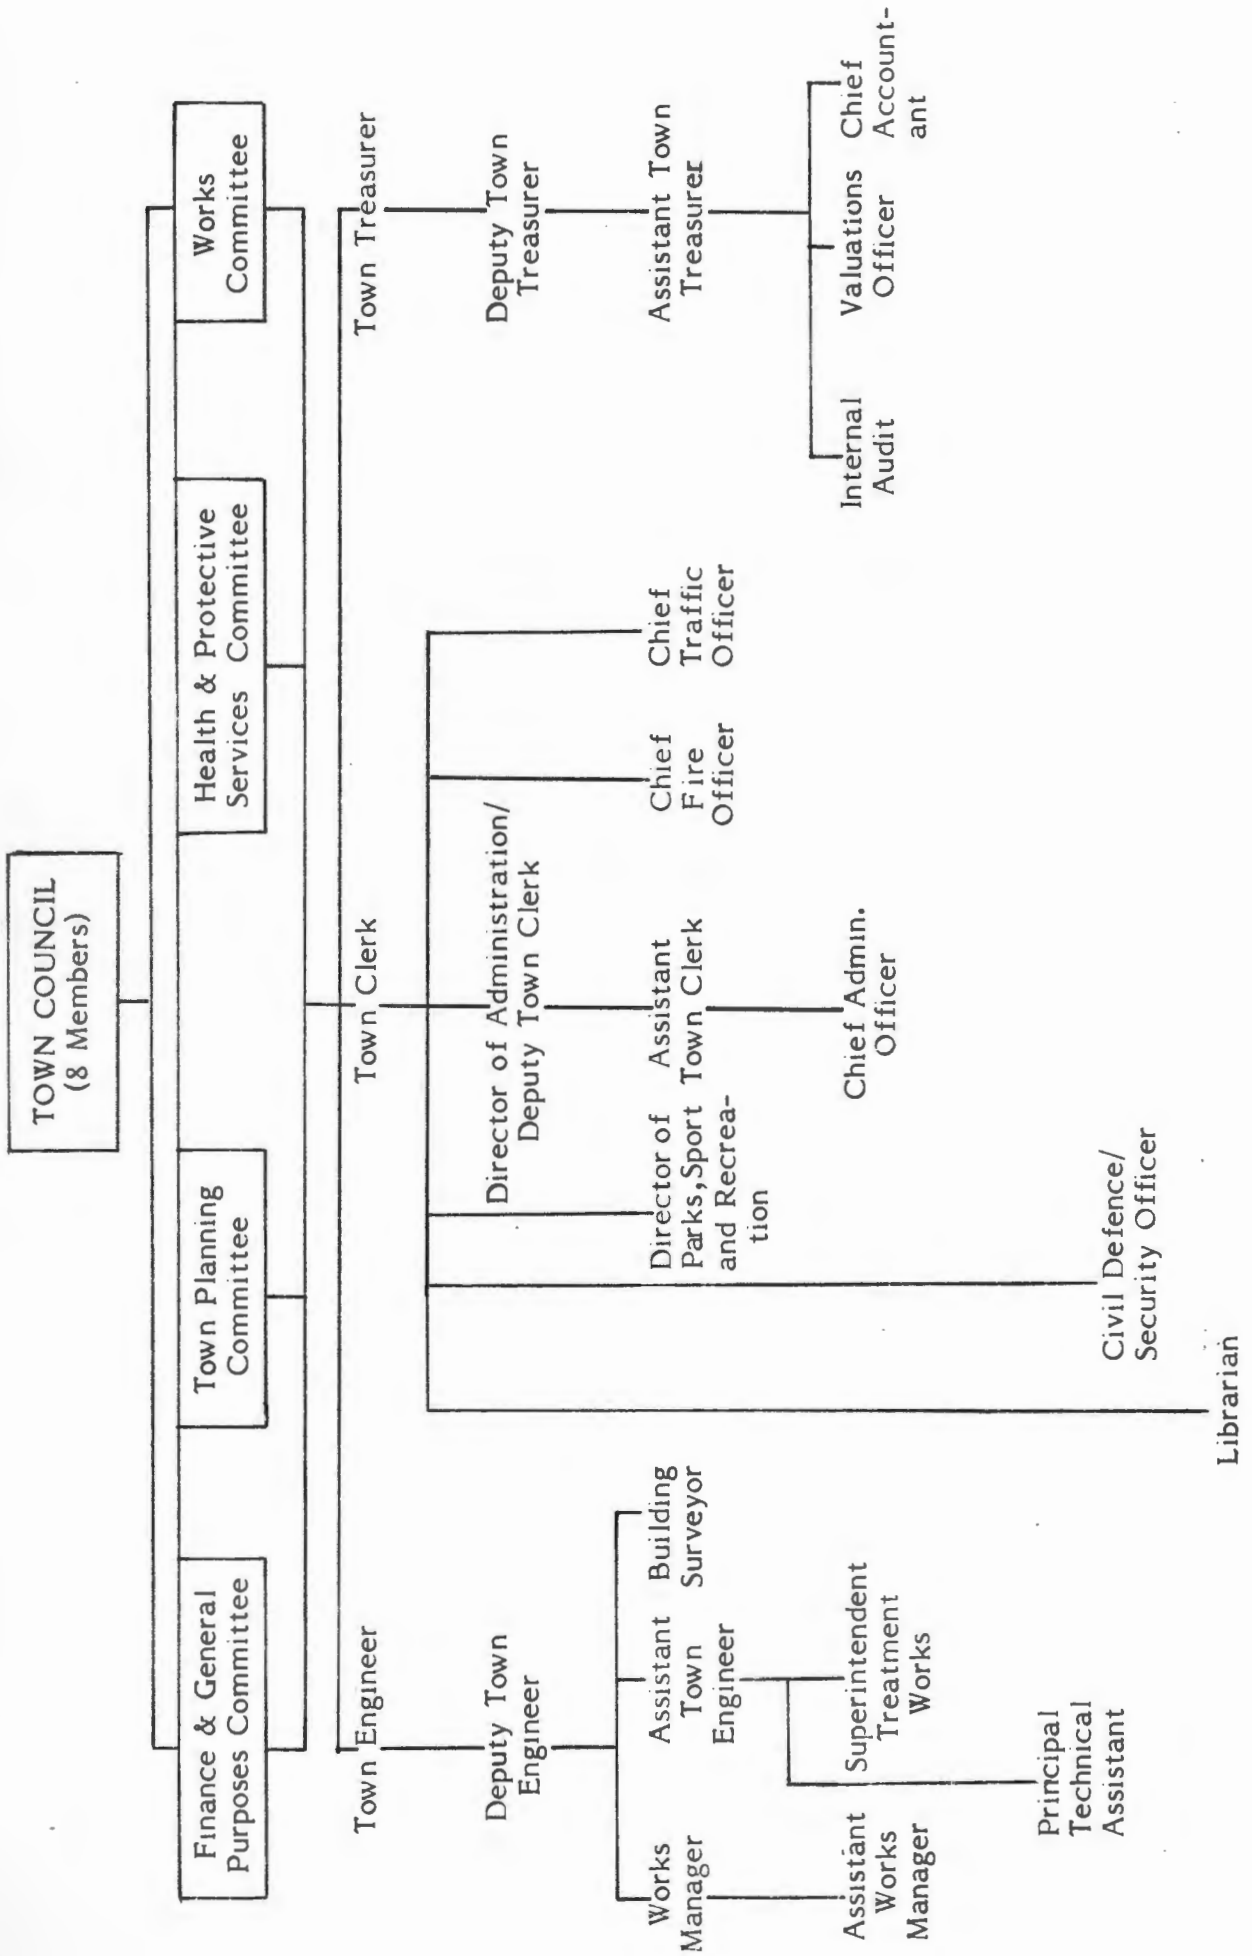 TOWN COUNCIL
(8 Members)
Finance & General
Purposes Committee
Town Planning
Committee
Health & Protective
Services Committee
Works
Committee
Town Engineer
Town Clerk
Town Treasurer
Deputy Town
Engineer
Director of Administration/
Deputy Town Clerk
Deputy Town
Treasurer
Works
Manager
Assistant
Town
Engineer
Building
Surveyor
Director of
Parks,Sport
and Recrea-
tion
Assistant
Town Clerk
Chief
Fire
Officer
Chief
Traffic
Officer
Assistant Town
Treasurer
Assistant
Works
Manager
Superintendent
Treatment
Works
Chief Admin.
Officer
Internal
Audit
Valuations
Officer
Chief
Account-
ant
Principal
Technical
Assistant
Civil Defence/
Security Officer
Librarian